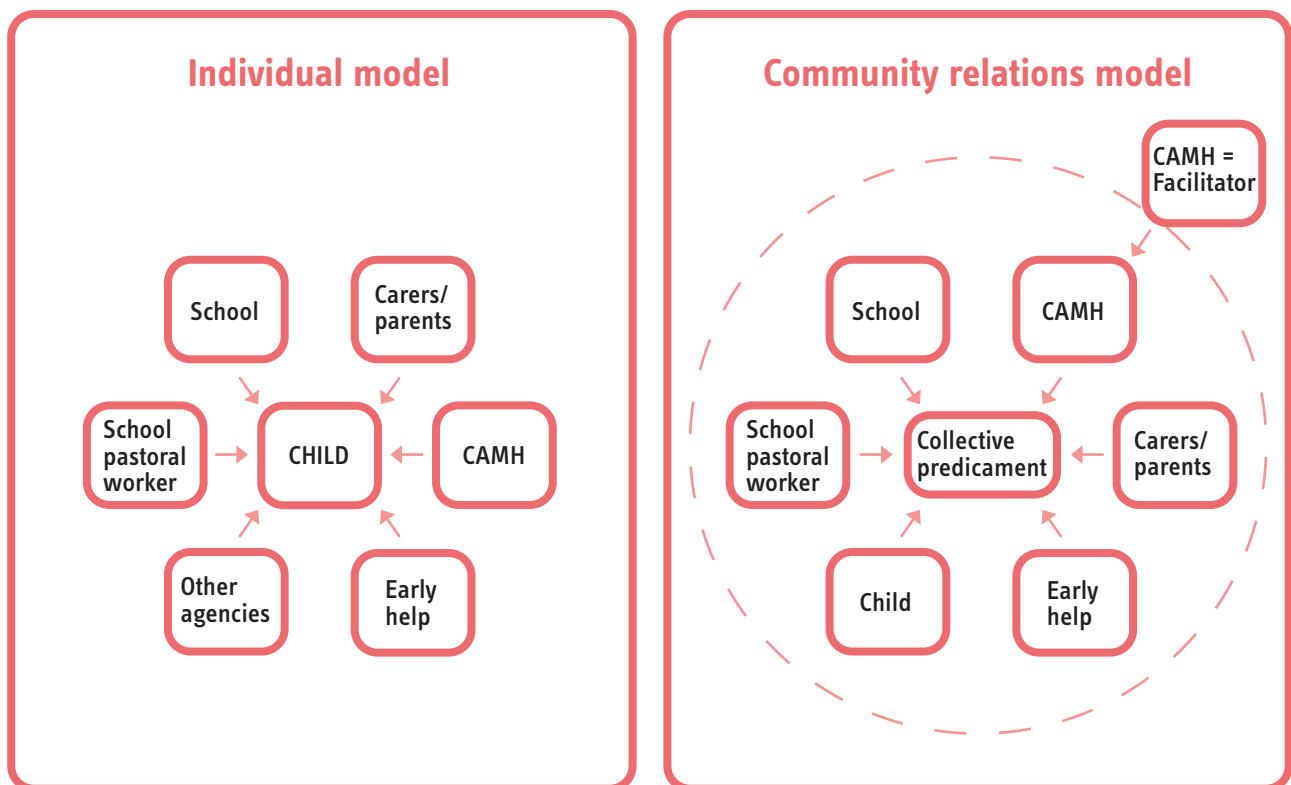 Individual model
School
Carers/
parents
School
pastoral
worker
CHILD
CAMH
Other
agencies
Early
help
Community relations model
CAMH =
Facilitator
School
CAMH
School
pastoral
worker
Collective
predicament
Carers/
parents
Child
Early
help